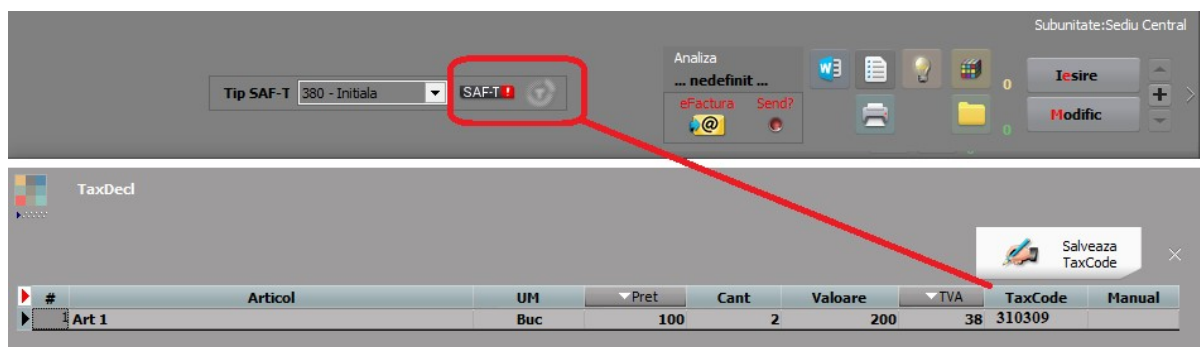 Subunitate:Sediu Central
Analiza
... nedefinit ...
Tip SAF-T 380 - Initiala SAF-T !
eFactura Send?
@
W
0
0
Iesire
Modific
TaxDecl
Salveaza
TaxCode
# Articol UM Pret Cant Valoare TVA TaxCode Manual
1 Art 1 Buc 100 2 200 38 310309